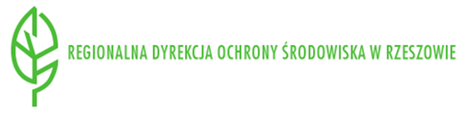 REGIONALNA DYREKCJA OCHRONY ŚRODOWISKA W RZESZOWIE